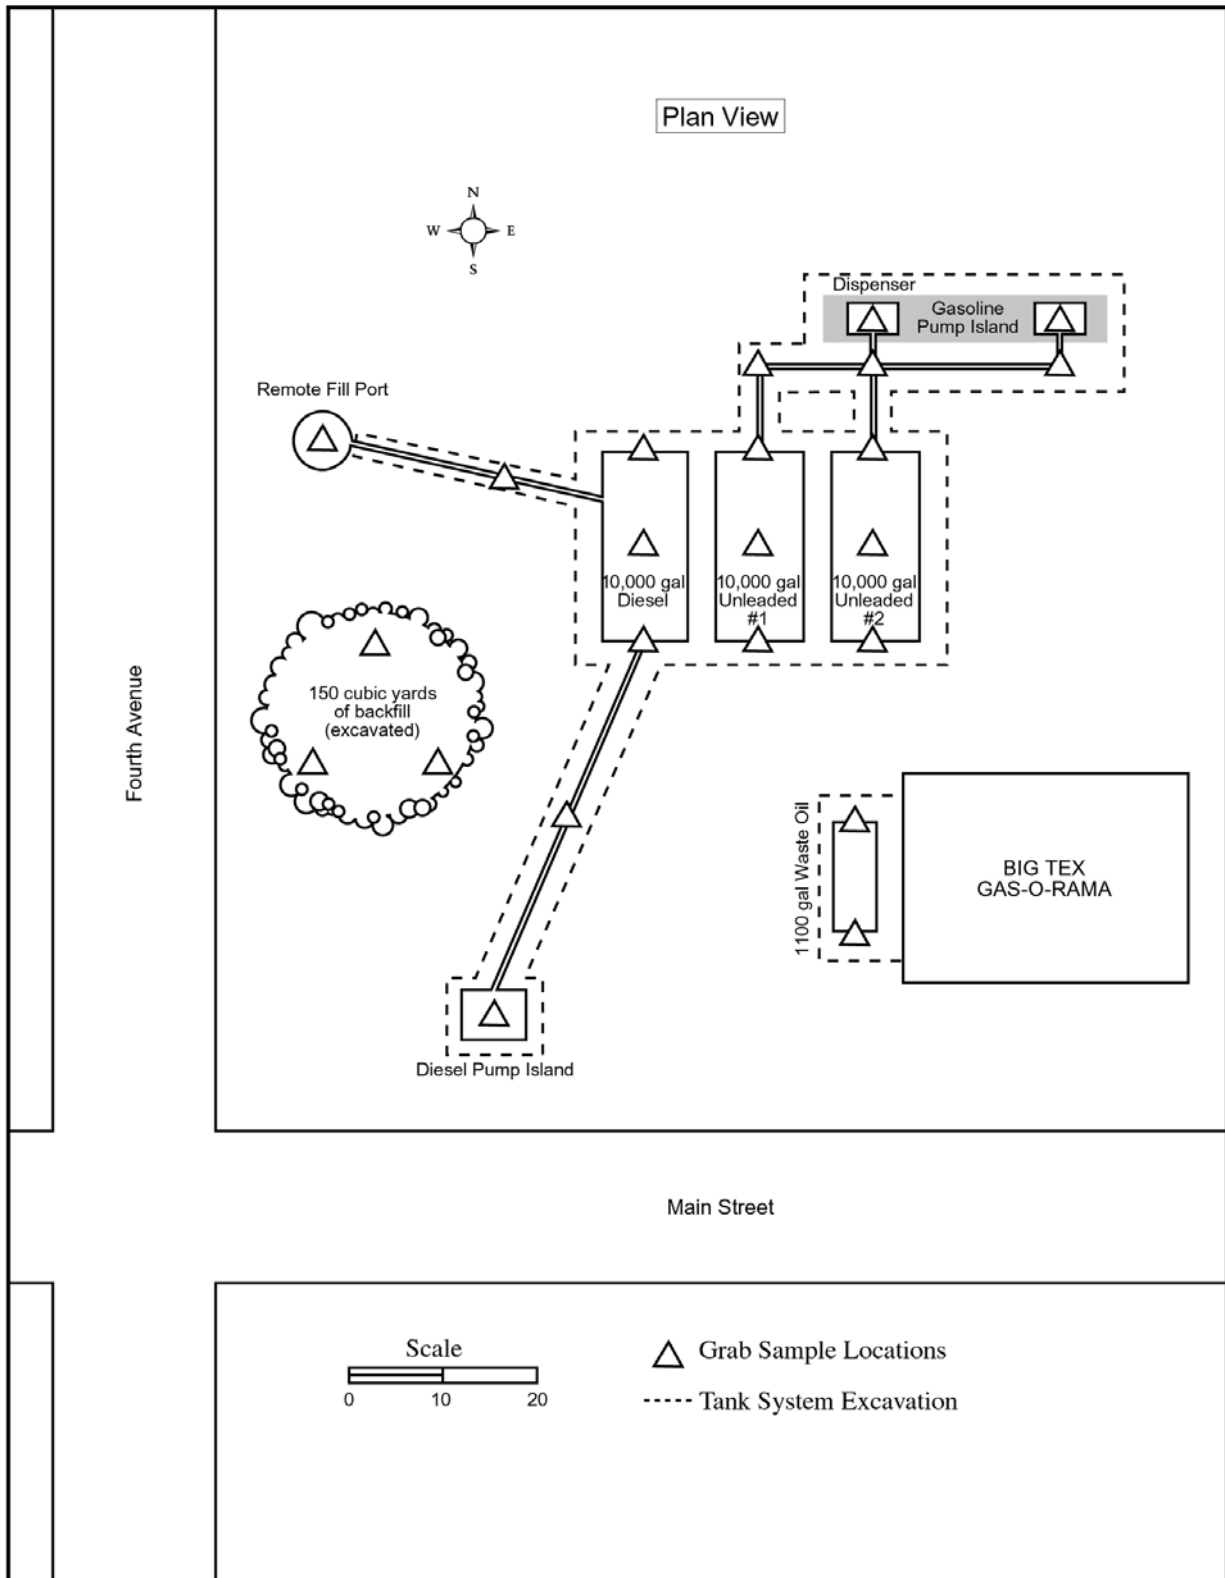 Plan View
N
W E
S
Dispenser
Gasoline
Pump Island
Remote Fill Port
10,000 gal
Diesel
10,000 gal
Unleaded
#1
10,000 gal
Unleaded
#2
150 cubic yards
of backfill
(excavated)
Fourth Avenue
1100 gal Waste Oil
BIG TEX
GAS-O-RAMA
Diesel Pump Island
Main Street
Scale
0 10 20
Grab Sample Locations
Tank System Excavation